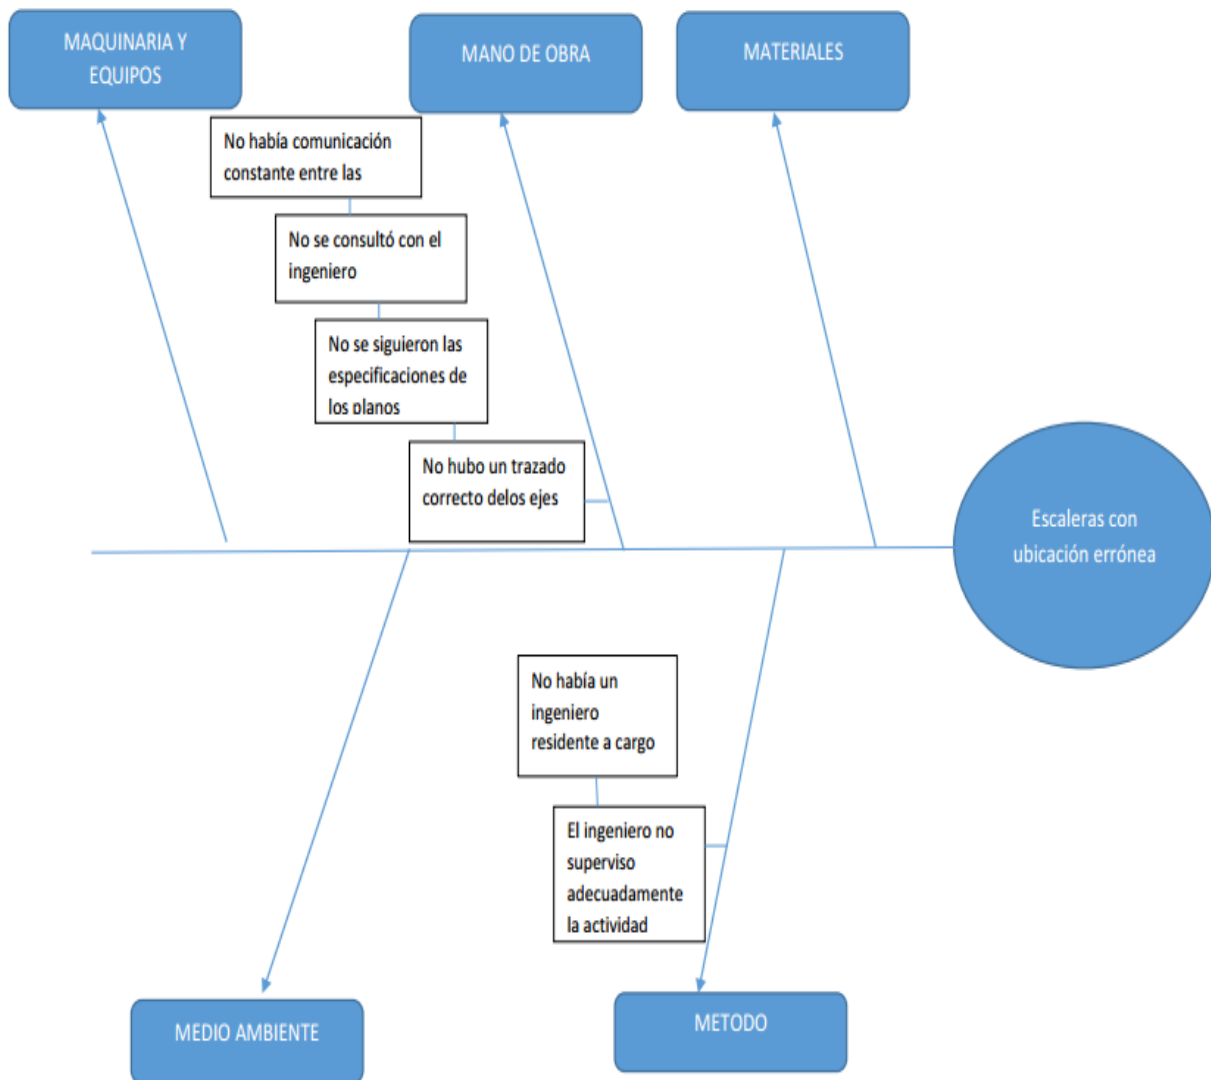 MAQUINARIA Y
EQUIPOS
MANO DE OBRA
MATERIALES
No había comunicación
constante entre las
No se consultó con el
ingeniero
No se siguieron las
especificaciones de
los planos
No hubo un trazado
correcto delos ejes
Escaleras con
ubicación errónea
No había un
ingeniero
residente a cargo
El ingeniero no
superviso
adecuadamente
la actividad
MEDIO AMBIENTE
METODO